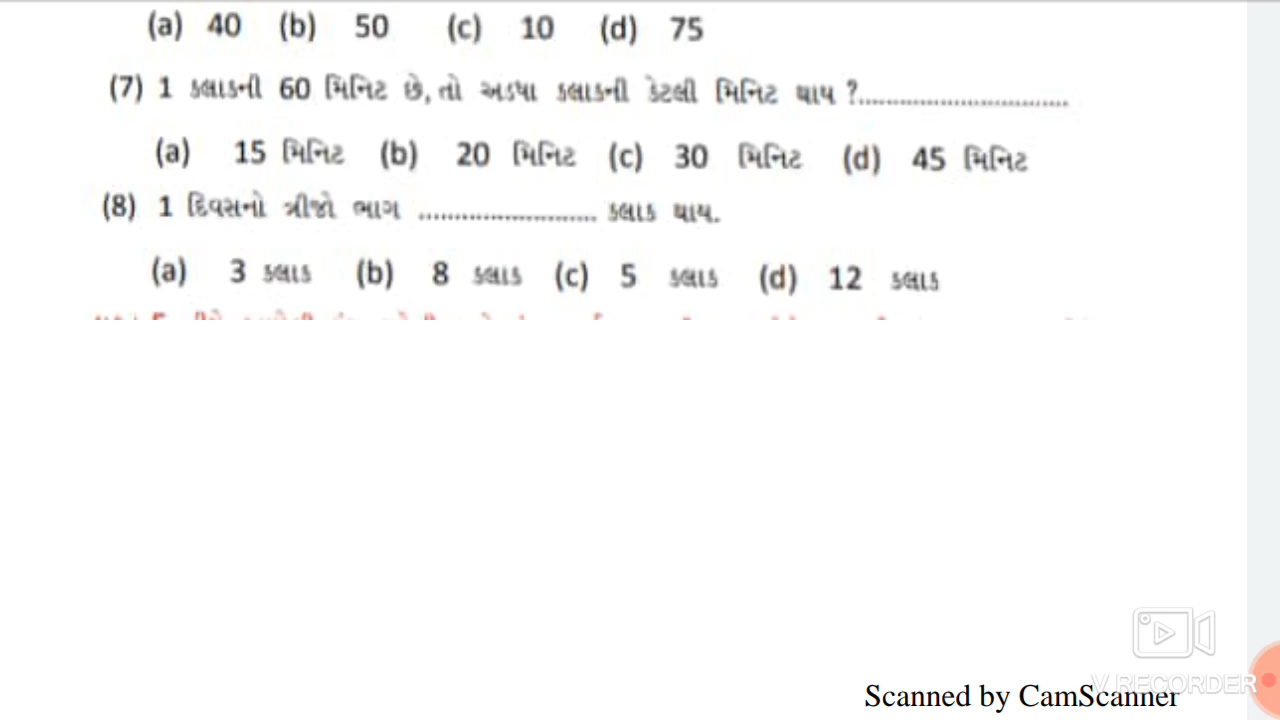 (a) 40 (b) 50 (c) 10 (d) 75
(7) 1 કલાકની 60 મિનિટ છે, તો અડધા કલાકની કેટલી મિનિટ થાય ?..............................
(a) 15 મિનિટ (b) 20 મિનિટ (c) 30 મિનિટ (d) 45 મિનિટ
(8) 1 દિવસનો ત્રીજો ભાગ ......................... કલાક થાય.
(a) 3 કલાક (b) 8 કલાક (c) 5 કલાક (d) 12 કલાક
V RECORDER
Scanned by CamScanner